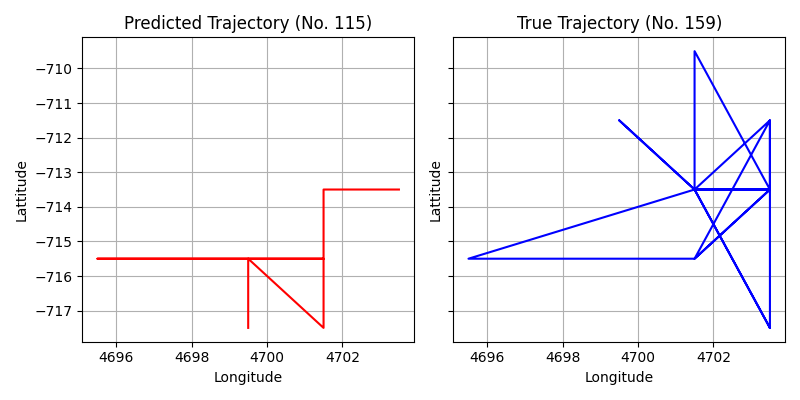 Predicted Trajectory (No. 115)
True Trajectory (No. 159)
Lattitude
−710
−711
−712
−713
−714
−715
−716
−717
4696
4698
4700
4702
Longitude
Lattitude
4696
4698
4700
4702
Longitude